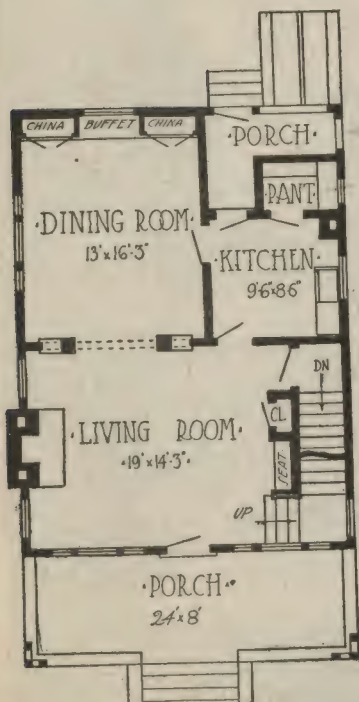 CHINA BUFFET CHINA
·PORCH·
·PANT·
·DINING ROOM·
13'x16'-3"
·KITCHEN·
9'6"x8'6"
DN
CL
·LIVING ROOM·
·19'x14'-3"·
SEAT
UP
·PORCH·
24'x8'